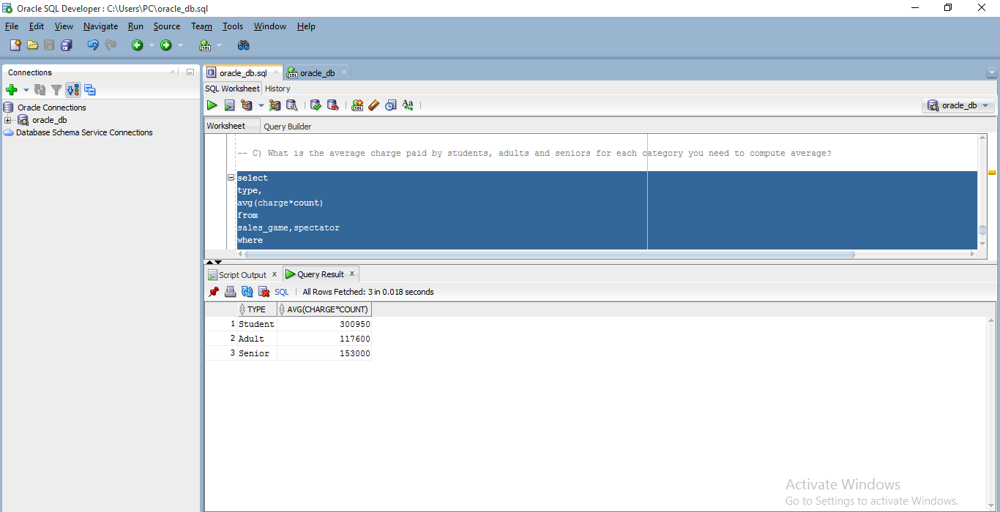 Oracle SQL Developer : C:\Users\PC\oracle_db.sql
File Edit View Navigate Run Source Team Tools Window Help
Connections
Oracle Connections
oracle_db
Database Schema Service Connections
oracle_db.sql oracle_db
SQL Worksheet History
oracle_db
Worksheet Query Builder
-- C) What is the average charge paid by students, adults and seniors for each category you need to compute average?
select
type,
avg(charge*count)
from
sales_game,spectator
where
Script Output x Query Result x
SQL | All Rows Fetched: 3 in 0.018 seconds
TYPE AVG(CHARGE*COUNT)
1 Student 300950
2 Adult 117600
3 Senior 153000
Activate Windows
Go to Settings to activate Windows.